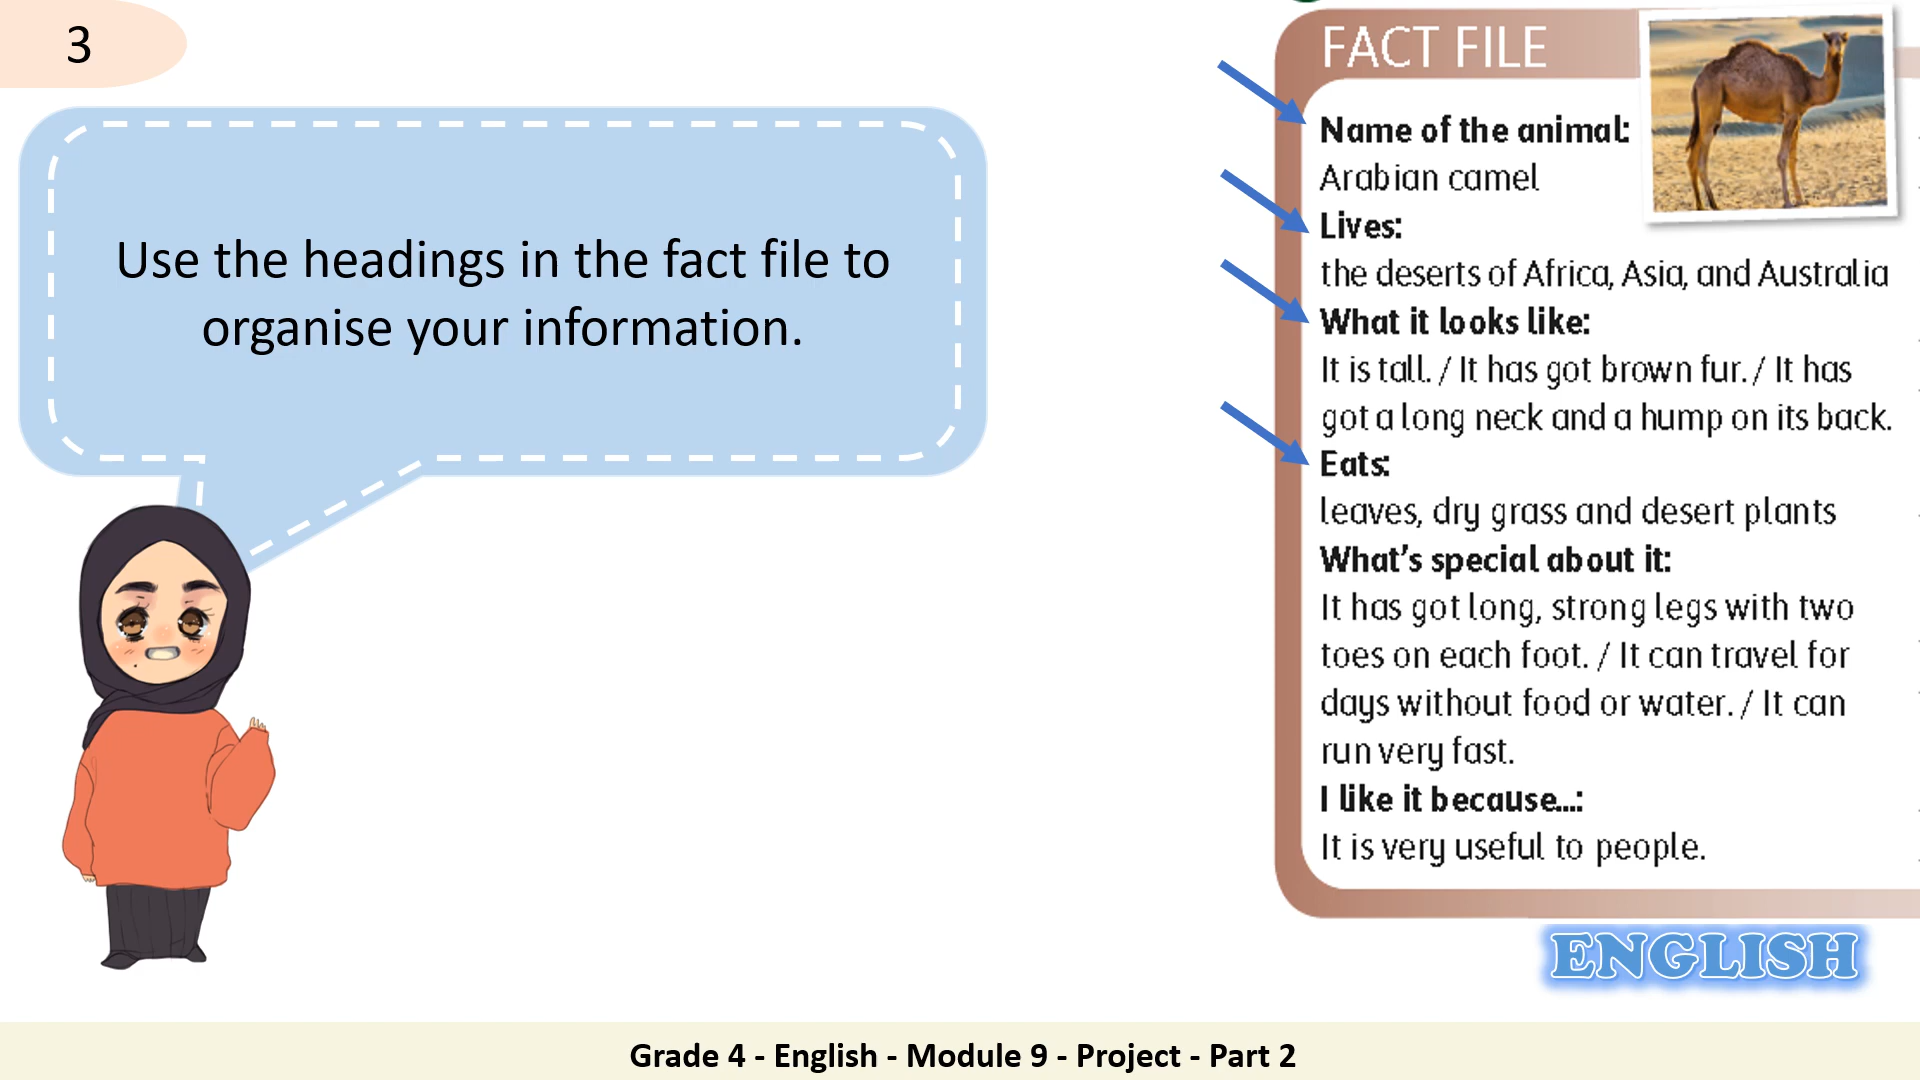 3
Use the headings in the fact file to
organise your information.
FACT FILE
Name of the animal:
Arabian camel
Lives:
the deserts of Africa, Asia, and Australia
What it looks like:
It is tall. / It has got brown fur. / It has
got a long neck and a hump on its back.
Eats:
leaves, dry grass and desert plants
What's special about it:
It has got long, strong legs with two
toes on each foot. / It can travel for
days without food or water. / It can
run very fast.
I like it because...:
It is very useful to people.
ENGLISH
Grade 4 - English - Module 9 - Project - Part 2